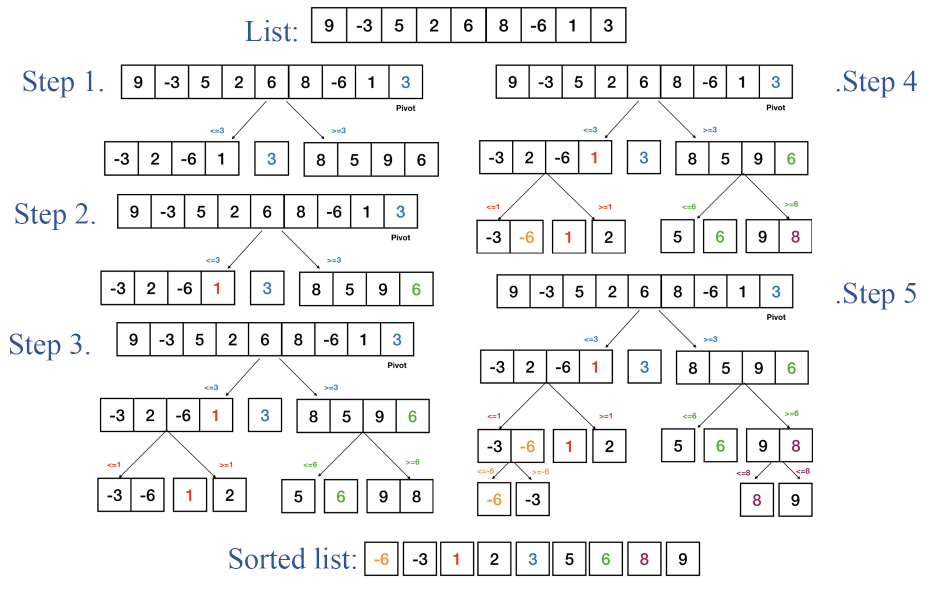 List: 9 -3 5 2 6 8 -6 1 3
Step 1. 9 -3 5 2 6 8 -6 1 3
Pivot
<=3 >=3
-3 2 -6 1 3 8 5 9 6
Step 2. 9 -3 5 2 6 8 -6 1 3
Pivot
<=3 >=3
-3 2 -6 1 3 8 5 9 6
Step 3. 9 -3 5 2 6 8 -6 1 3
Pivot
<=3 >=3
-3 2 -6 1 3 8 5 9 6
<=1 >=1 <=6 >=6
-3 -6 1 2 5 6 9 8
9 -3 5 2 6 8 -6 1 3 .Step 4
Pivot
<=3 >=3
-3 2 -6 1 3 8 5 9 6
<=1 >=1 <=6 >=6
-3 -6 1 2 5 6 9 8
9 -3 5 2 6 8 -6 1 3 .Step 5
Pivot
<=3 >=3
-3 2 -6 1 3 8 5 9 6
<=1 >=1 <=6 >=6
-3 -6 1 2 5 6 9 8
<=-6 >=-6 <=8 <=8
-6 -3 8 9
Sorted list: -6 -3 1 2 3 5 6 8 9